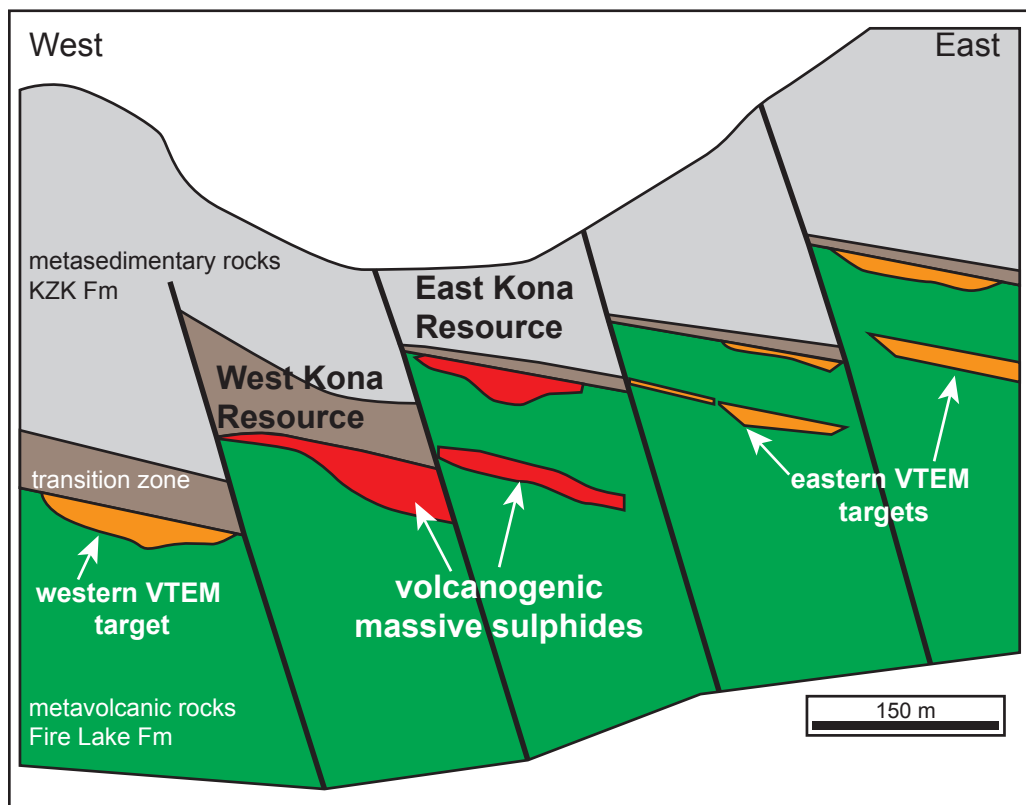 West
East
metasedimentary rocks
KZK Fm
East Kona
Resource
West Kona
Resource
transition zone
eastern VTEM
targets
western VTEM
target
volcanogenic
massive sulphides
metavolcanic rocks
Fire Lake Fm
150 m